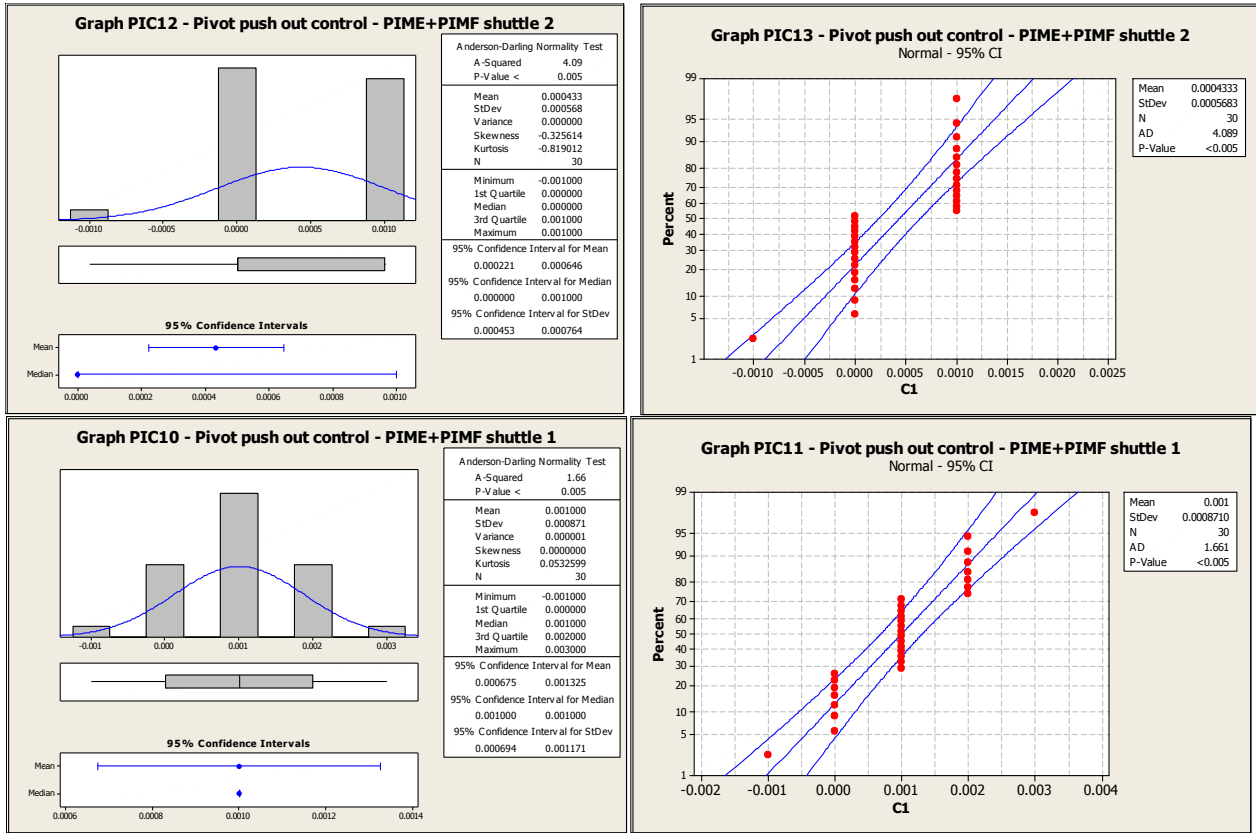 Graph PIC12 - Pivot push out control - PIME+PIMF shuttle 2
-0.0010 -0.0005 0.0000 0.0005 0.0010
95% Confidence Intervals
Mean
Median
0.0000 0.0002 0.0004 0.0006 0.0008 0.0010
Anderson-Darling Normality Test
A-Squared 4.09
P-Value < 0.005
Mean 0.000433
StDev 0.000568
Variance 0.000000
Skewness -0.325614
Kurtosis -0.819012
N 30
Minimum -0.001000
1st Quartile 0.000000
Median 0.000000
3rd Quartile 0.001000
Maximum 0.001000
95% Confidence Interval for Mean
0.000221 0.000646
95% Confidence Interval for Median
0.000000 0.001000
95% Confidence Interval for StDev
0.000453 0.000764
Graph PIC13 - Pivot push out control - PIME+PIMF shuttle 2
Normal - 95% CI
Percent
99
95
90
80
70
60
50
40
30
20
10
5
1
-0.0010 -0.0005 0.0000 0.0005 0.0010 0.0015 0.0020 0.0025
C1
Mean 0.0004333
StDev 0.0005683
N 30
AD 4.089
P-Value <0.005
Graph PIC10 - Pivot push out control - PIME+PIMF shuttle 1
-0.001 0.000 0.001 0.002 0.003
95% Confidence Intervals
Mean
Median
0.0006 0.0008 0.0010 0.0012 0.0014
Anderson-Darling Normality Test
A-Squared 1.66
P-Value < 0.005
Mean 0.001000
StDev 0.000871
Variance 0.000001
Skewness 0.0000000
Kurtosis 0.0532599
N 30
Minimum -0.001000
1st Quartile 0.000000
Median 0.001000
3rd Quartile 0.002000
Maximum 0.003000
95% Confidence Interval for Mean
0.000675 0.001325
95% Confidence Interval for Median
0.001000 0.001000
95% Confidence Interval for StDev
0.000694 0.001171
Graph PIC11 - Pivot push out control - PIME+PIMF shuttle 1
Normal - 95% CI
Percent
99
95
90
80
70
60
50
40
30
20
10
5
1
-0.002 -0.001 0.000 0.001 0.002 0.003 0.004
C1
Mean 0.001
StDev 0.0008710
N 30
AD 1.661
P-Value <0.005